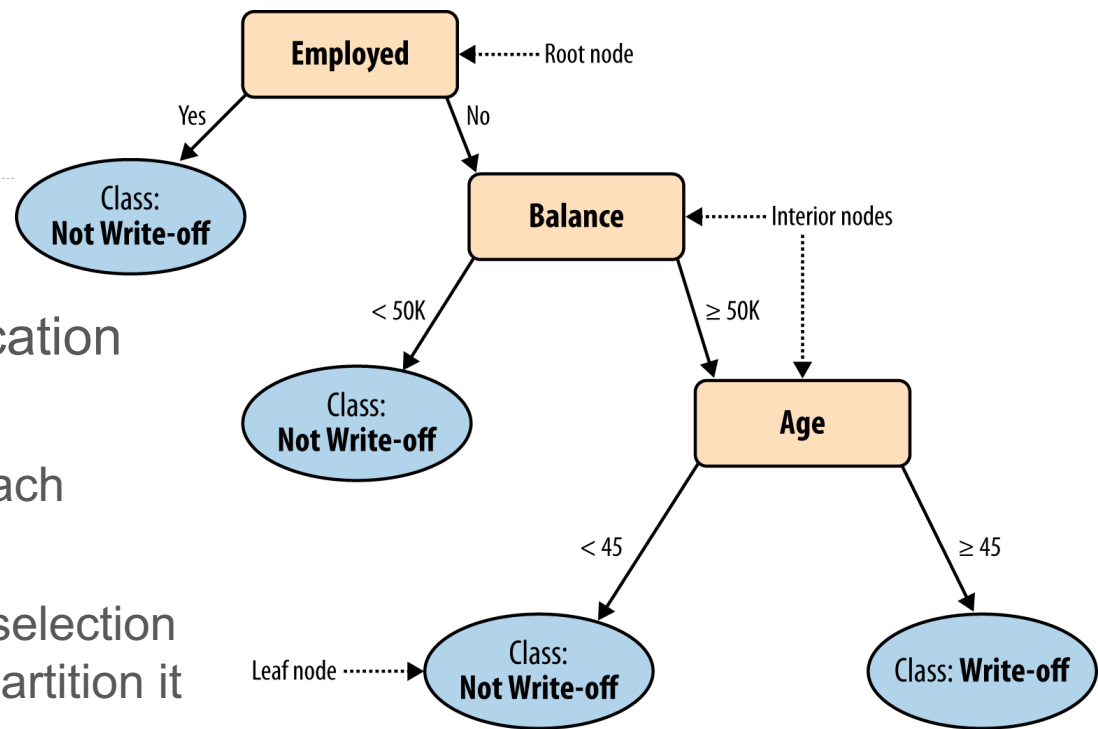 Employed
Root node
Yes
No
Class:
Not Write-off
Balance
Interior nodes
< 50K
≥ 50K
Class:
Not Write-off
Age
< 45
≥ 45
Leaf node
Class:
Not Write-off
Class: Write-off
cation
ach
selection
artition it